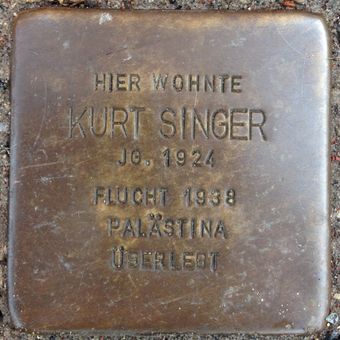 HIER WOHNTE
KURT SINGER
JG. 1924
FLUCHT 1938
PALÄSTINA
ÜBERLEBT